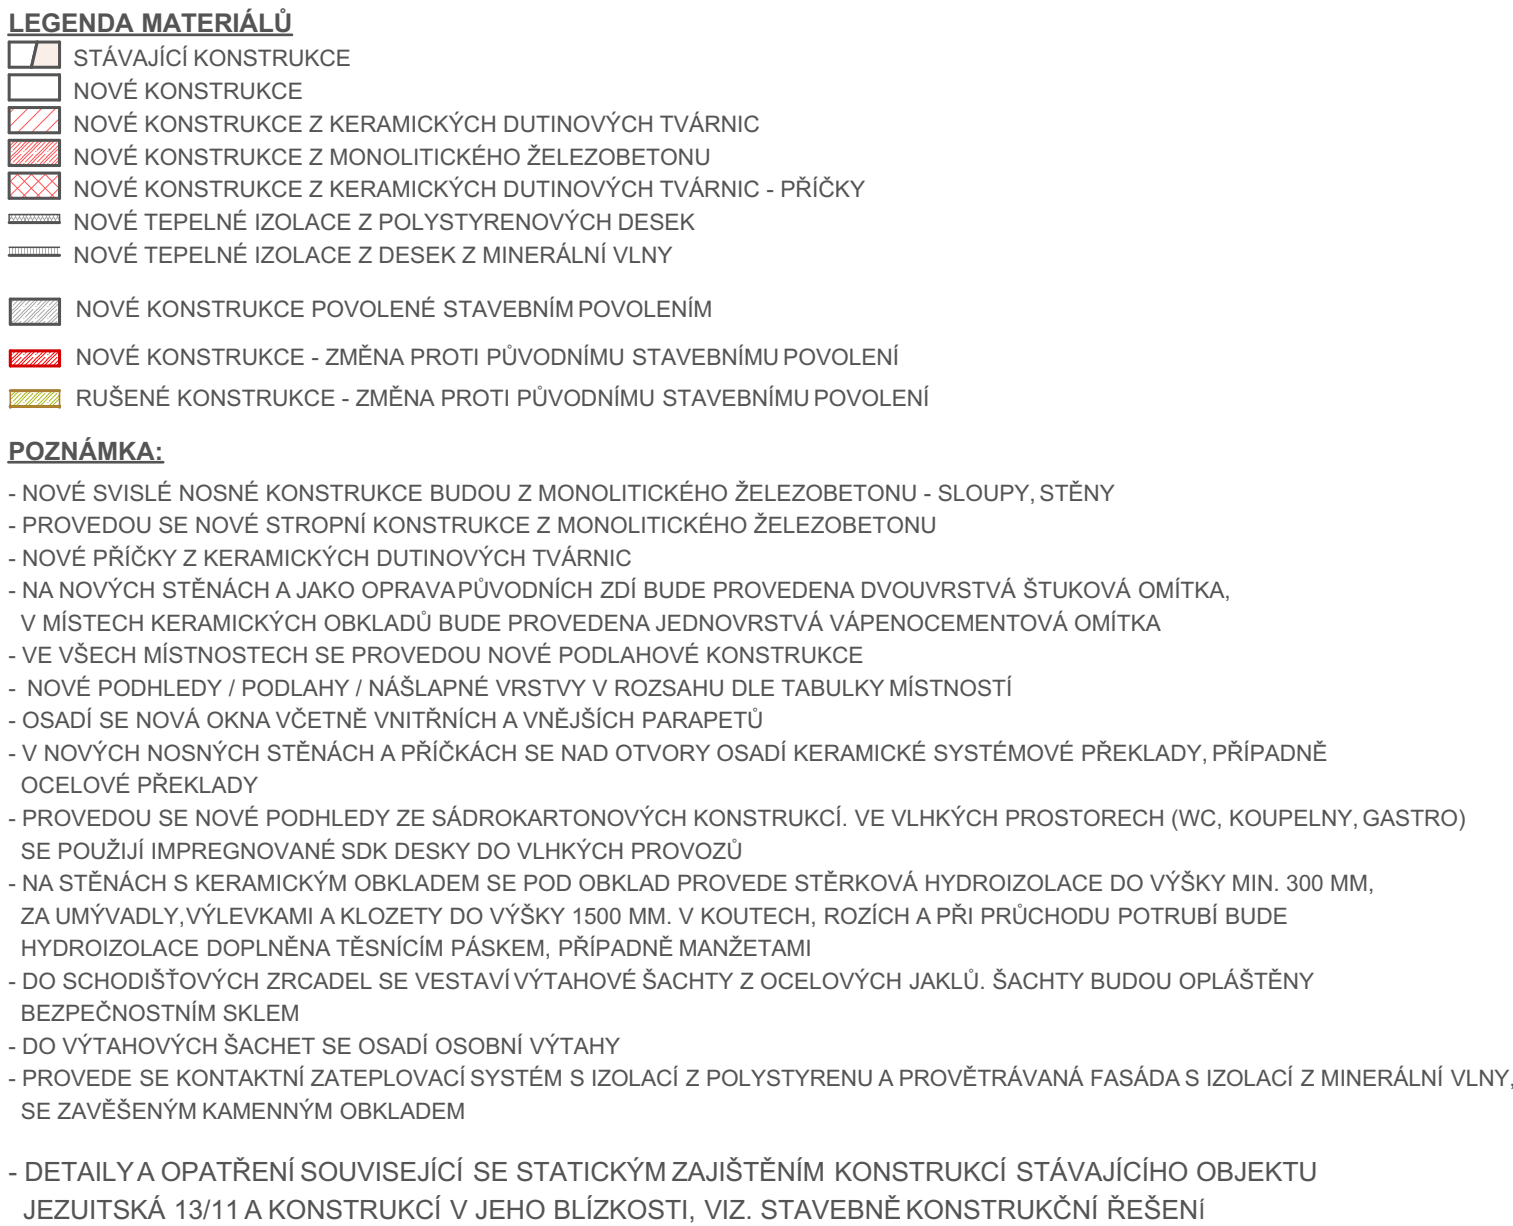 LEGENDA MATERIÁLŮ
STÁVAJÍCÍ KONSTRUKCE
NOVÉ KONSTRUKCE
NOVÉ KONSTRUKCE Z KERAMICKÝCH DUTINOVÝCH TVÁRNIC
NOVÉ KONSTRUKCE Z MONOLITICKÉHO ŽELEZOBETONU
NOVÉ KONSTRUKCE Z KERAMICKÝCH DUTINOVÝCH TVÁRNIC - PŘÍČKY
NOVÉ TEPELNÉ IZOLACE Z POLYSTYRENOVÝCH DESEK
NOVÉ TEPELNÉ IZOLACE Z DESEK Z MINERÁLNÍ VLNY
NOVÉ KONSTRUKCE POVOLENÉ STAVEBNÍM POVOLENÍM
NOVÉ KONSTRUKCE - ZMĚNA PROTI PŮVODNÍMU STAVEBNÍMU POVOLENÍ
RUŠENÉ KONSTRUKCE - ZMĚNA PROTI PŮVODNÍMU STAVEBNÍMU POVOLENÍ
POZNÁMKA:
- NOVÉ SVISLÉ NOSNÉ KONSTRUKCE BUDOU Z MONOLITICKÉHO ŽELEZOBETONU - SLOUPY, STĚNY
- PROVEDOU SE NOVÉ STROPNÍ KONSTRUKCE Z MONOLITICKÉHO ŽELEZOBETONU
- NOVÉ PŘÍČKY Z KERAMICKÝCH DUTINOVÝCH TVÁRNIC
- NA NOVÝCH STĚNÁCH A JAKO OPRAVA PŮVODNÍCH ZDÍ BUDE PROVEDENA DVOUVRSTVÁ ŠTUKOVÁ OMÍTKA,
V MÍSTECH KERAMICKÝCH OBKLADŮ BUDE PROVEDENA JEDNOVRSTVÁ VÁPENOCEMENTOVÁ OMÍTKA
- VE VŠECH MÍSTNOSTECH SE PROVEDOU NOVÉ PODLAHOVÉ KONSTRUKCE
- NOVÉ PODHLEDY / PODLAHY / NÁŠLAPNÉ VRSTVY V ROZSAHU DLE TABULKY MÍSTNOSTÍ
- OSADÍ SE NOVÁ OKNA VČETNĚ VNITŘNÍCH A VNĚJŠÍCH PARAPETŮ
- V NOVÝCH NOSNÝCH STĚNÁCH A PŘÍČKÁCH SE NAD OTVORY OSADÍ KERAMICKÉ SYSTÉMOVÉ PŘEKLADY, PŘÍPADNĚ
OCELOVÉ PŘEKLADY
- PROVEDOU SE NOVÉ PODHLEDY ZE SÁDROKARTONOVÝCH KONSTRUKCÍ. VE VLHKÝCH PROSTORECH (WC, KOUPELNY, GASTRO)
SE POUŽIJÍ IMPREGNOVANÉ SDK DESKY DO VLHKÝCH PROVOZŮ
- NA STĚNÁCH S KERAMICKÝM OBKLADEM SE POD OBKLAD PROVEDE STĚRKOVÁ HYDROIZOLACE DO VÝŠKY MIN. 300 MM,
ZA UMÝVADLY,VÝLEVKAMI A KLOZETY DO VÝŠKY 1500 MM. V KOUTECH, ROZÍCH A PŘI PRŮCHODU POTRUBÍ BUDE
HYDROIZOLACE DOPLNĚNA TĚSNÍCÍM PÁSKEM, PŘÍPADNĚ MANŽETAMI
- DO SCHODIŠŤOVÝCH ZRCADEL SE VESTAVÍ VÝTAHOVÉ ŠACHTY Z OCELOVÝCH JAKLŮ. ŠACHTY BUDOU OPLÁŠTĚNY
BEZPEČNOSTNÍM SKLEM
- DO VÝTAHOVÝCH ŠACHET SE OSADÍ OSOBNÍ VÝTAHY
- PROVEDE SE KONTAKTNÍ ZATEPLOVACÍ SYSTÉM S IZOLACÍ Z POLYSTYRENU A PROVĚTRÁVANÁ FASÁDA S IZOLACÍ Z MINERÁLNÍ VLNY,
SE ZAVĚŠENÝM KAMENNÝM OBKLADEM
- DETAILY A OPATŘENÍ SOUVISEJÍCÍ SE STATICKÝM ZAJIŠTĚNÍM KONSTRUKCÍ STÁVAJÍCÍHO OBJEKTU
JEZUITSKÁ 13/11 A KONSTRUKCÍ V JEHO BLÍZKOSTI, VIZ. STAVEBNĚ KONSTRUKČNÍ ŘEŠENÍ